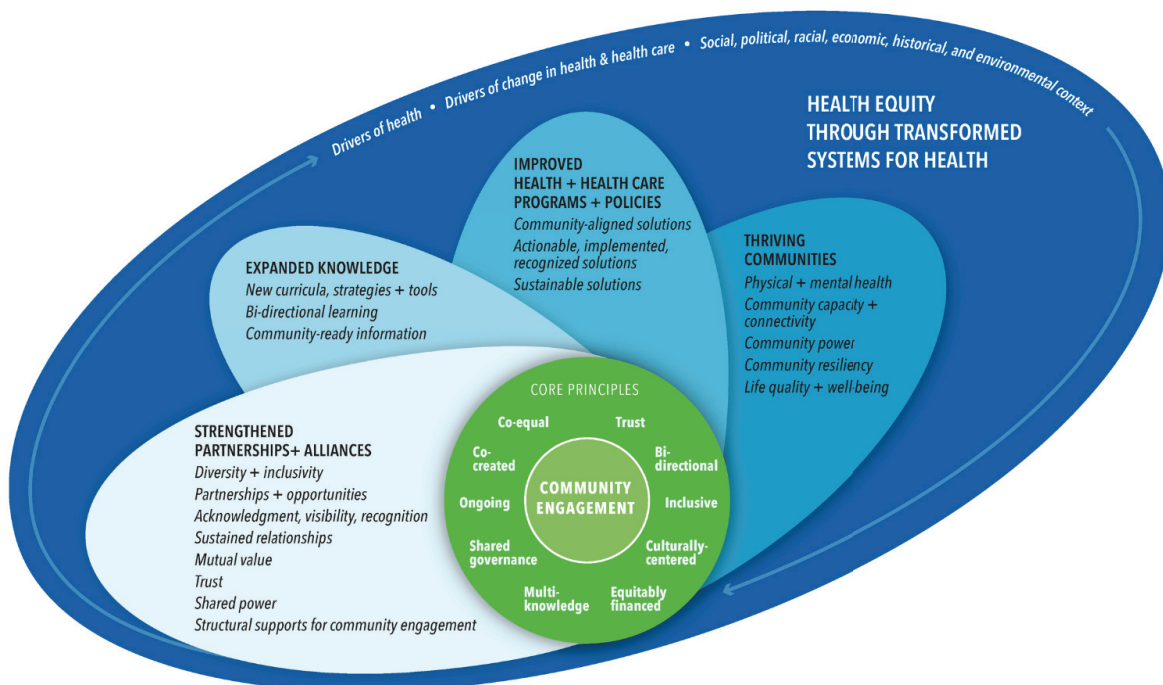 Drivers of health • Drivers of change in health & health care • Social, political, racial, economic, historical, and environmental context
HEALTH EQUITY
THROUGH TRANSFORMED
SYSTEMS FOR HEALTH
IMPROVED
HEALTH + HEALTH CARE
PROGRAMS + POLICIES
Community-aligned solutions
Actionable, implemented,
recognized solutions
Sustainable solutions
THRIVING
COMMUNITIES
Physical + mental health
Community capacity +
connectivity
Community power
Community resiliency
Life quality + well-being
EXPANDED KNOWLEDGE
New curricula, strategies + tools
Bi-directional learning
Community-ready information
STRENGTHENED
PARTNERSHIPS+ ALLIANCES
Diversity + inclusivity
Partnerships + opportunities
Acknowledgment, visibility, recognition
Sustained relationships
Mutual value
Trust
Shared power
Structural supports for community engagement
CORE PRINCIPLES
Co-equal
Trust
Co-
created
Bi-
directional
Ongoing
COMMUNITY
ENGAGEMENT
Inclusive
Shared
governance
Culturally-
centered
Multi-
knowledge
Equitably
financed